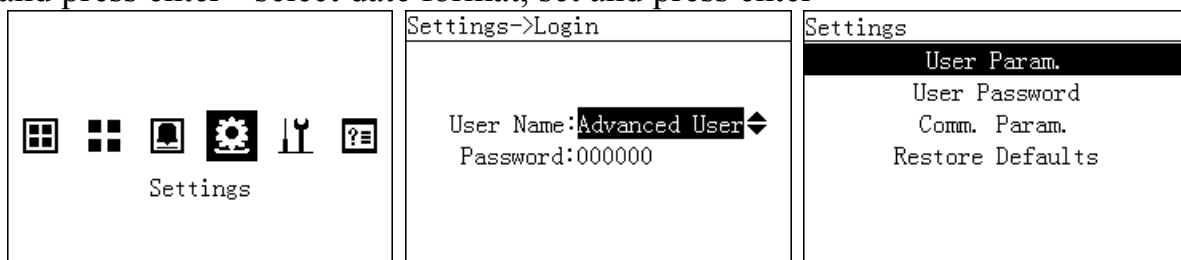 and press enter - select date format, set and press enter
Settings
Settings->Login
User Name:Advanced User
Password:000000
Settings
User Param.
User Password
Comm. Param.
Restore Defaults